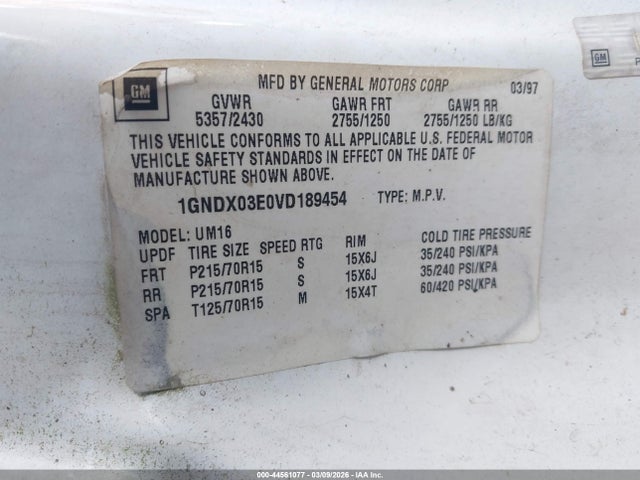 GM
MFD BY GENERAL MOTORS CORP 03/97
GVWR GAWR FRT GAWR RR
5357/2430 2755/1250 2755/1250 LB/KG
THIS VEHICLE CONFORMS TO ALL APPLICABLE U.S. FEDERAL MOTOR
VEHICLE SAFETY STANDARDS IN EFFECT ON THE DATE OF
MANUFACTURE SHOWN ABOVE.
1GNDX03E0VD189454 TYPE: M.P.V.
MODEL: UM16
UPDF TIRE SIZE SPEED RTG RIM COLD TIRE PRESSURE
FRT P215/70R15 S 15X6J 35/240 PSI/KPA
RR P215/70R15 S 15X6J 35/240 PSI/KPA
SPA T125/70R15 M 15X4T 60/420 PSI/KPA
GM
000-44561077 - 03/09/2026 - IAAI.COM